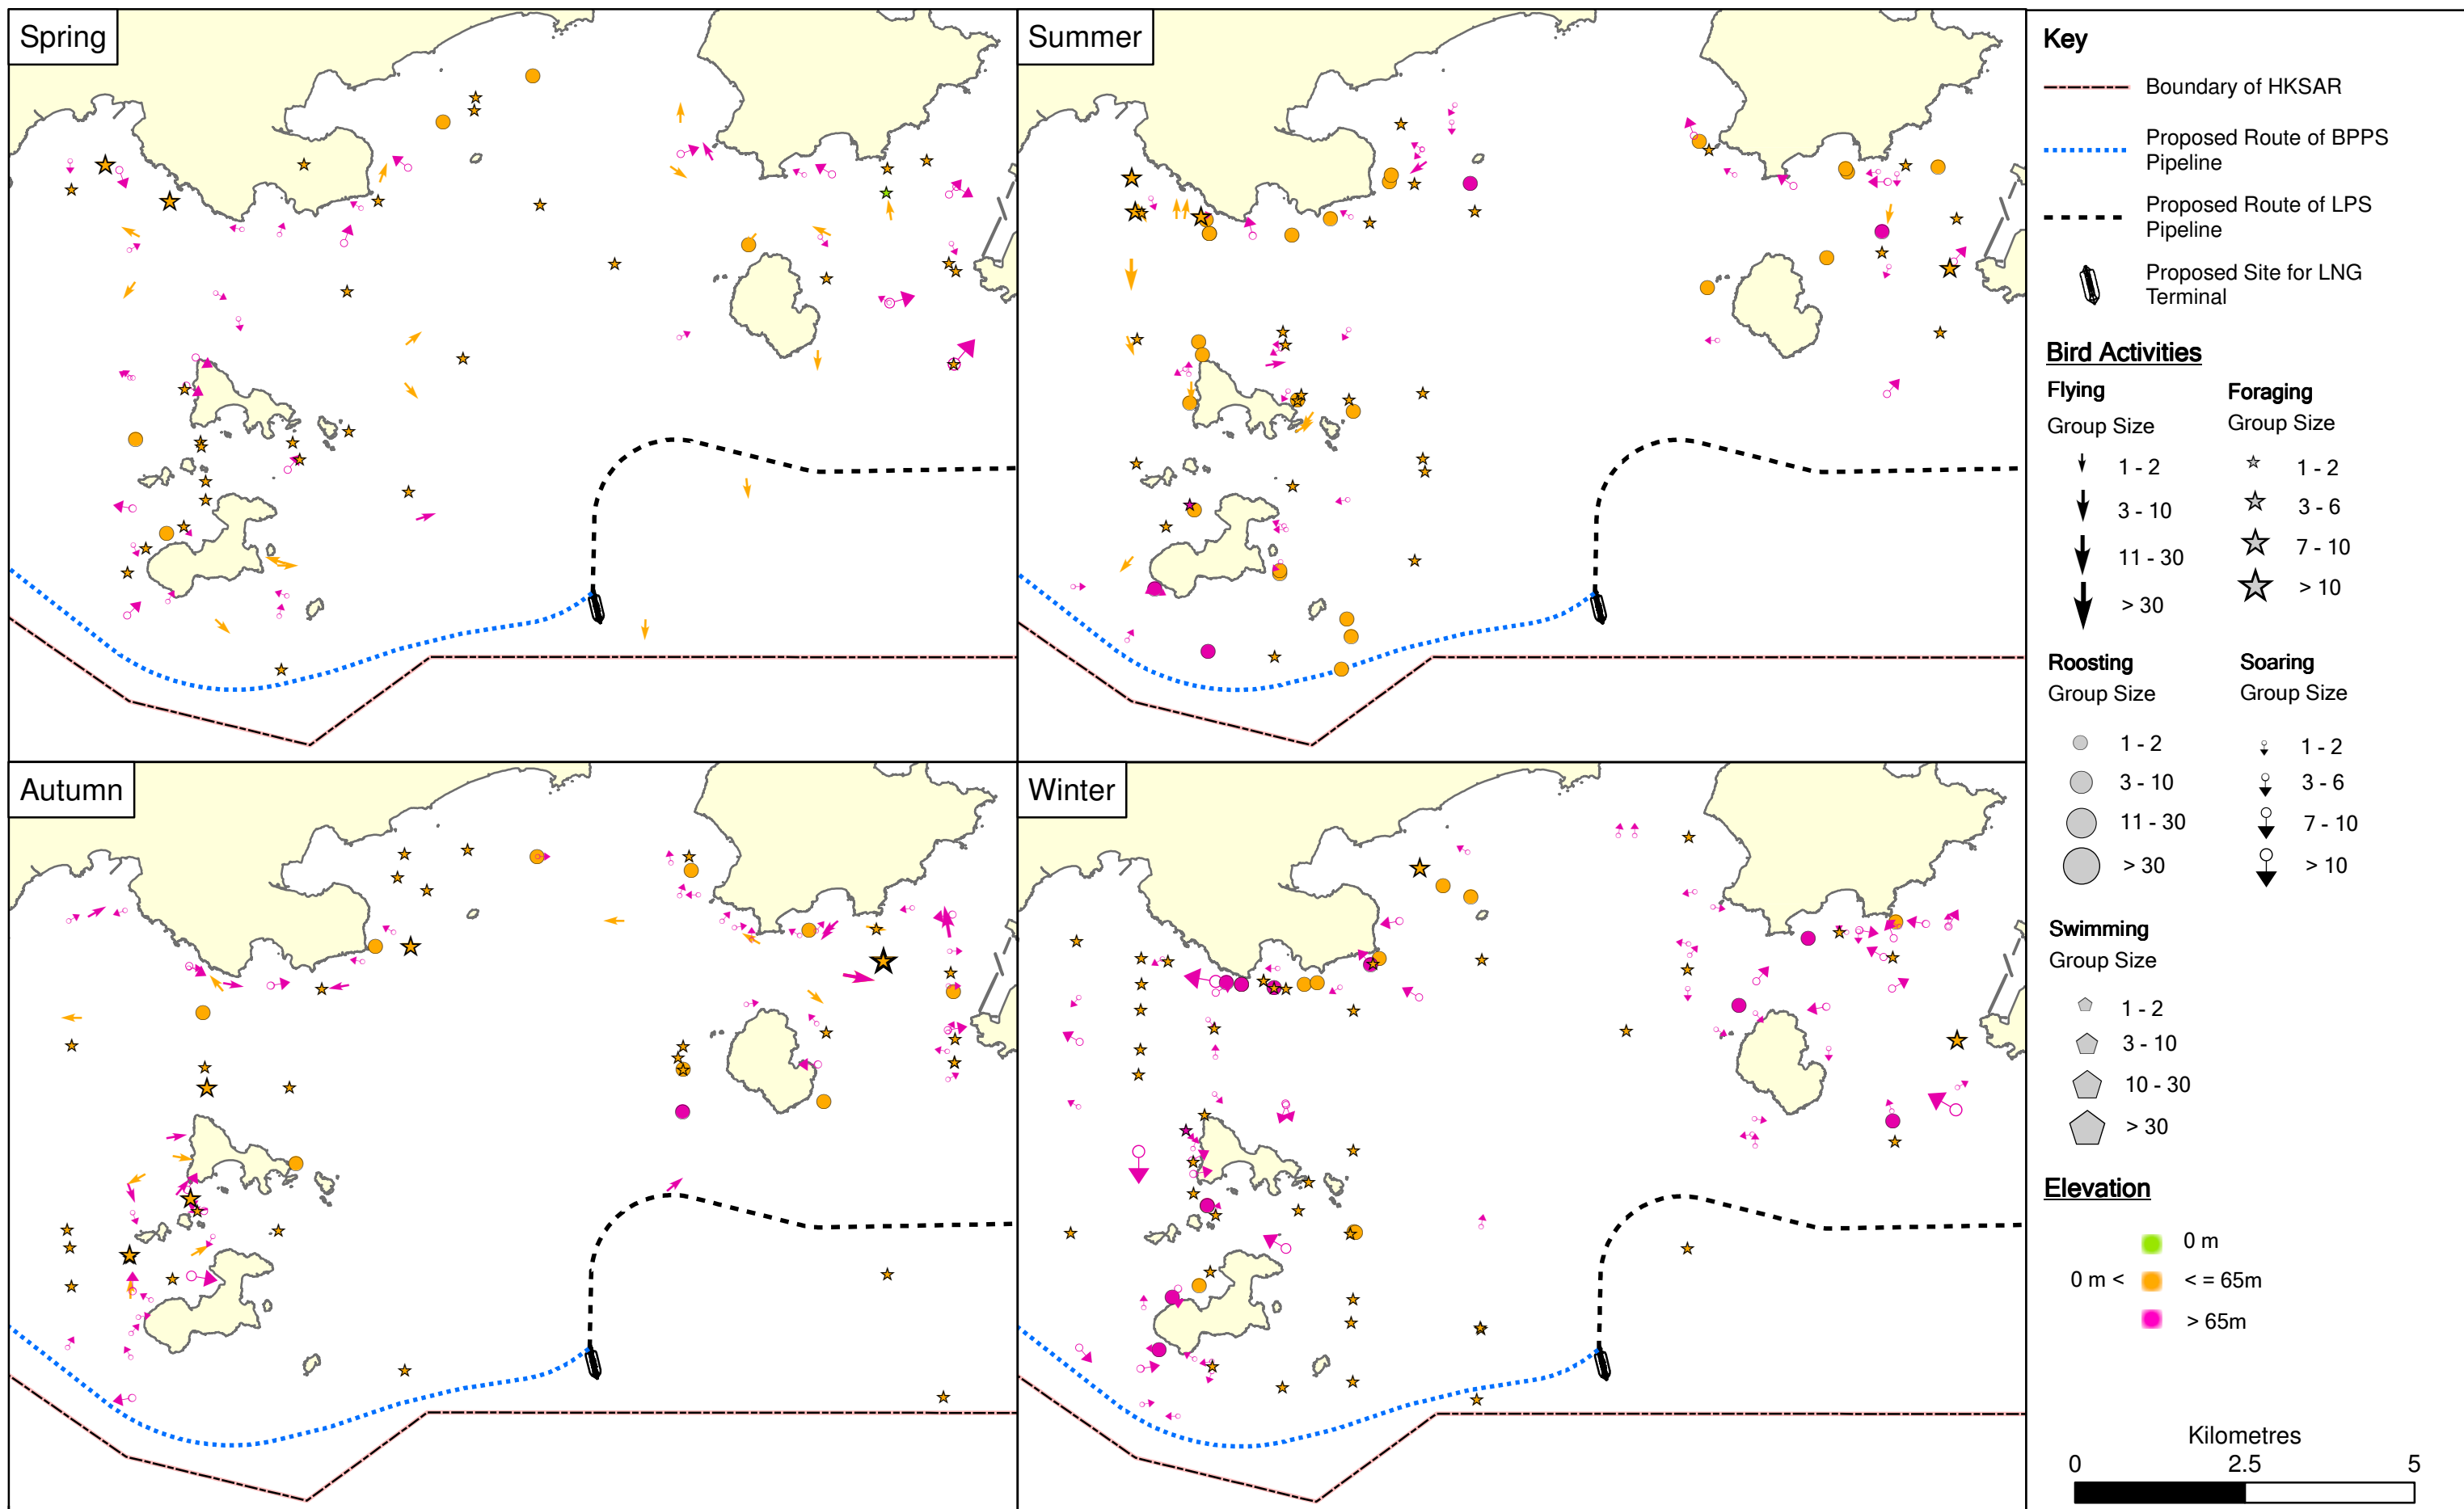 Spring
Summer
Autumn
Winter
Key
Boundary of HKSAR
Proposed Route of BPPS
Pipeline
Proposed Route of LPS
Pipeline
Proposed Site for LNG
Terminal
Bird Activities
Flying
Group Size
1 - 2
3 - 10
11 - 30
> 30
Foraging
Group Size
1 - 2
3 - 6
7 - 10
> 10
Roosting
Group Size
1 - 2
3 - 10
11 - 30
> 30
Soaring
Group Size
1 - 2
3 - 6
7 - 10
> 10
Swimming
Group Size
1 - 2
3 - 10
10 - 30
> 30
Elevation
0 m
0 m < < = 65m
> 65m
Kilometres
0 2.5 5